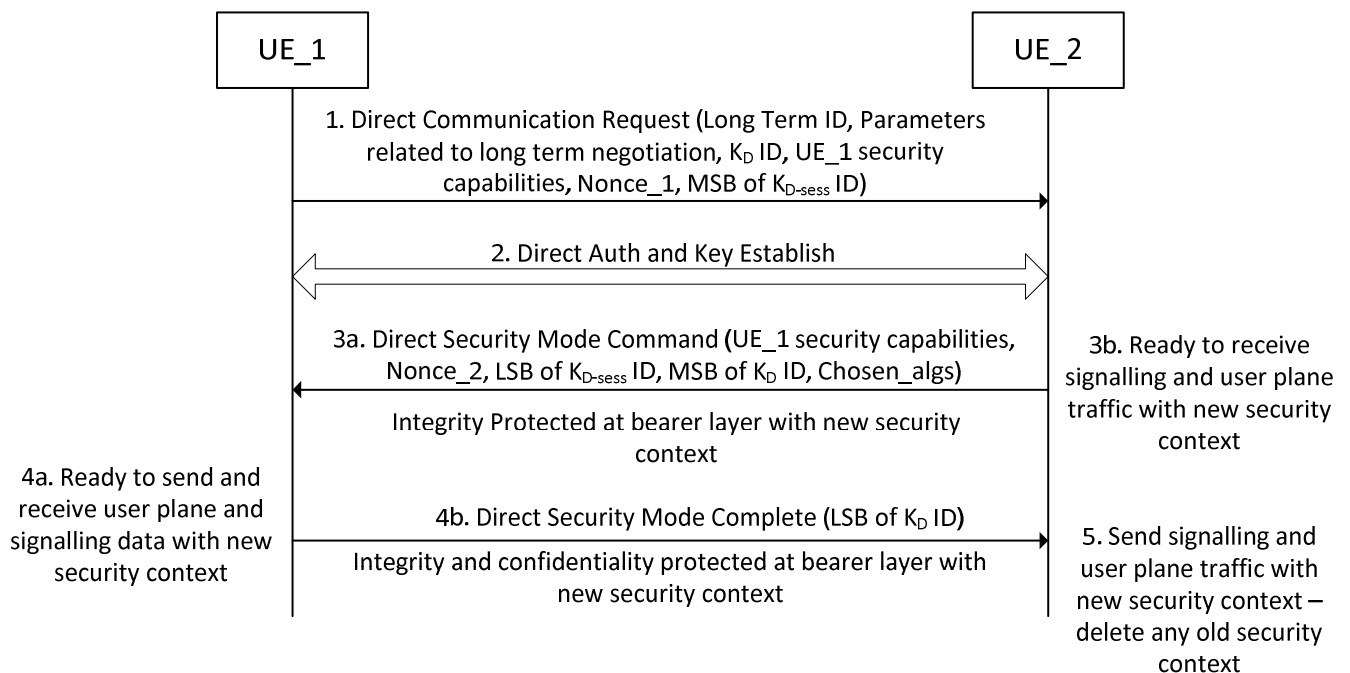 UE_1
UE_2
1. Direct Communication Request (Long Term ID, Parameters
related to long term negotiation, KD ID, UE_1 security
capabilities, Nonce_1, MSB of KD-sess ID)
2. Direct Auth and Key Establish
3a. Direct Security Mode Command (UE_1 security capabilities,
Nonce_2, LSB of KD-sess ID, MSB of KD ID, Chosen_algs)
Integrity Protected at bearer layer with new security
context
3b. Ready to receive
signalling and user plane
traffic with new security
context
4a. Ready to send and
receive user plane and
signalling data with new
security context
4b. Direct Security Mode Complete (LSB of KD ID)
Integrity and confidentiality protected at bearer layer with
new security context
5. Send signalling and
user plane traffic with
new security context –
delete any old security
context